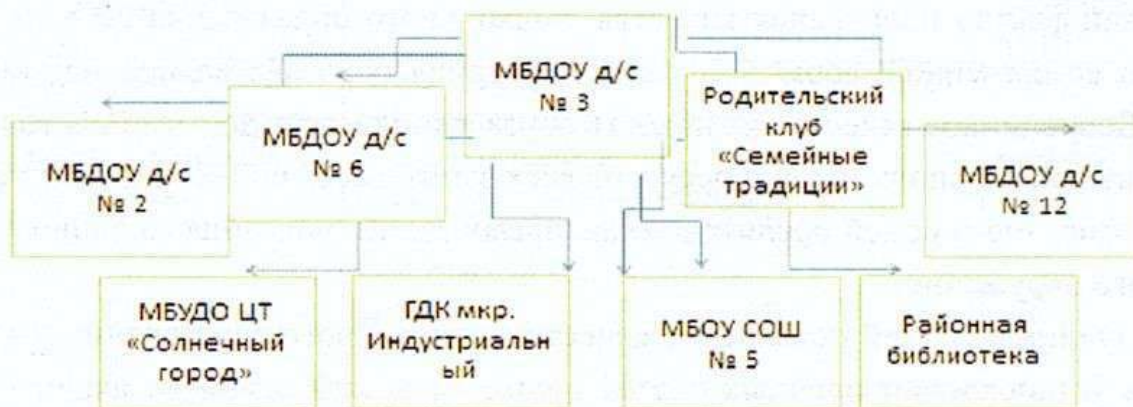 МБДОУ д/с
№ 3
МБДОУ д/с
№ 6
Родительский
клуб
«Семейные
традиции»
МБДОУ д/с
№ 2
МБДОУ д/с
№ 12
МБУДО ЦТ
«Солнечный
город»
ГДК мкр.
Индустриальн
ый
МБОУ СОШ
№ 5
Районная
библиотека